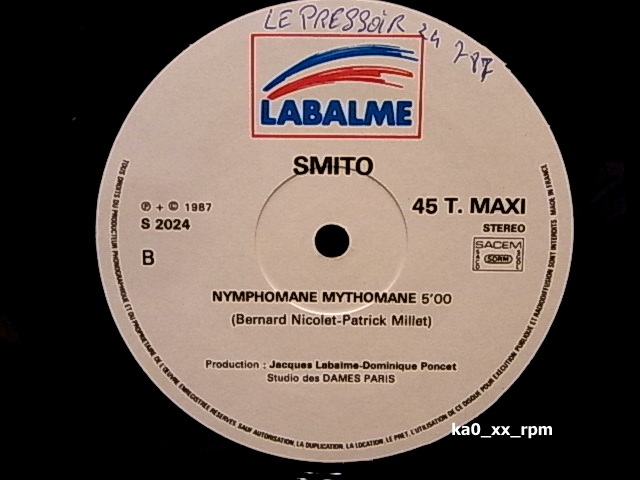 LE PRESSOIR 24 7 87
LABALME
SMITO
℗ + © 1987
S 2024
B
45 T. MAXI
STEREO
SACEM
SACD SDRM SGDL
NYMPHOMANE MYTHOMANE 5'00
(Bernard Nicolet-Patrick Millet)
Production : Jacques Labalme-Dominique Poncet
Studio des DAMES PARIS
TOUS DROITS DU PRODUCTEUR PHONOGRAPHIQUE ET DU PROPRIETAIRE DE L'ŒUVRE ENREGISTREE RESERVES. SAUF AUTORISATION, LA DUPLICATION, LA LOCATION, LE PRET, L'UTILISATION DE CE DISQUE POUR EXECUTION PUBLIQUE ET RADIODIFFUSION SONT INTERDITS. MADE IN FRANCE.
ka0_xx_rpm